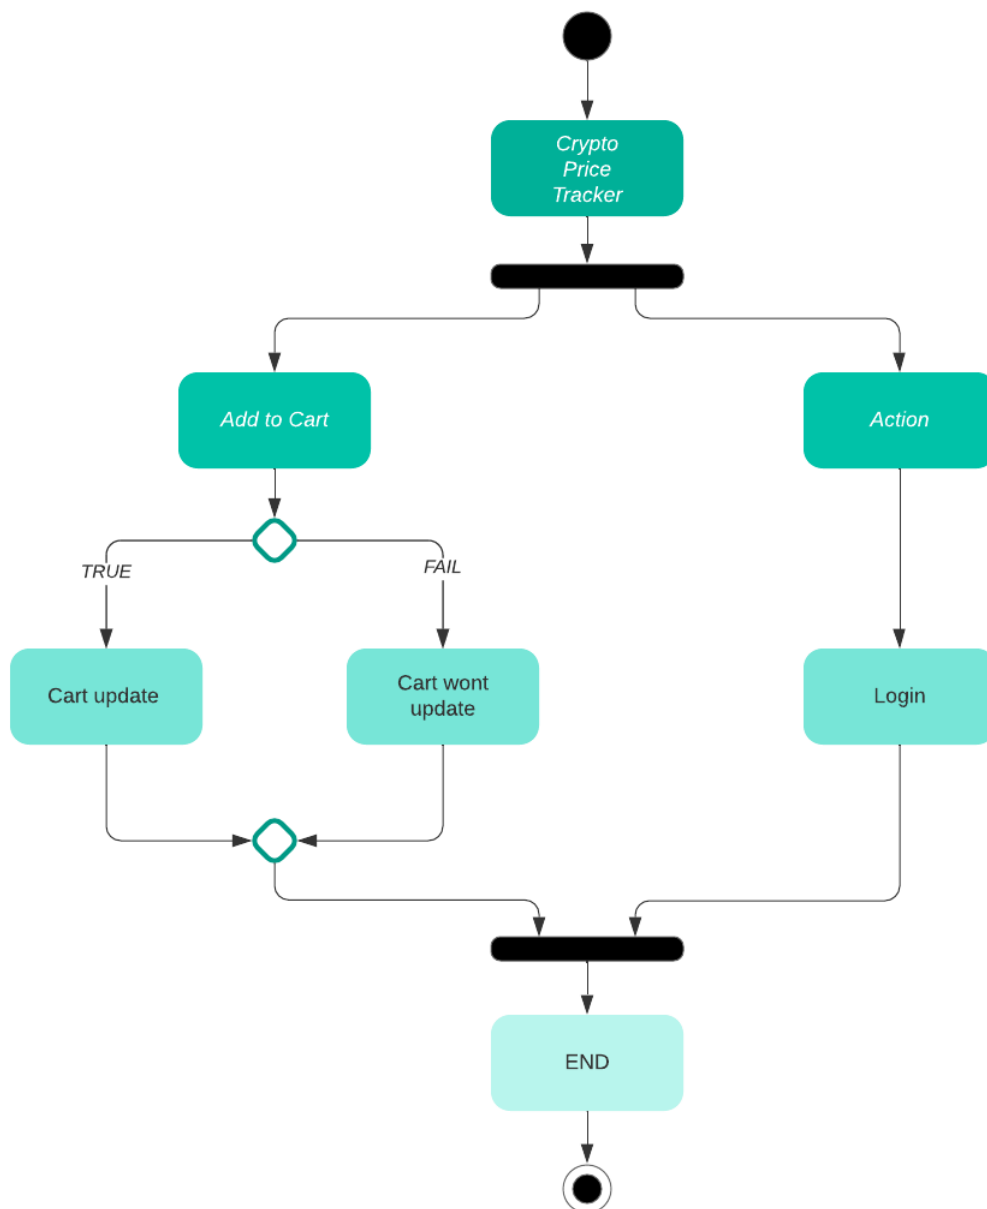 Crypto
Price
Tracker
Add to Cart
Action
TRUE
FAIL
Cart update
Cart wont
update
Login
END